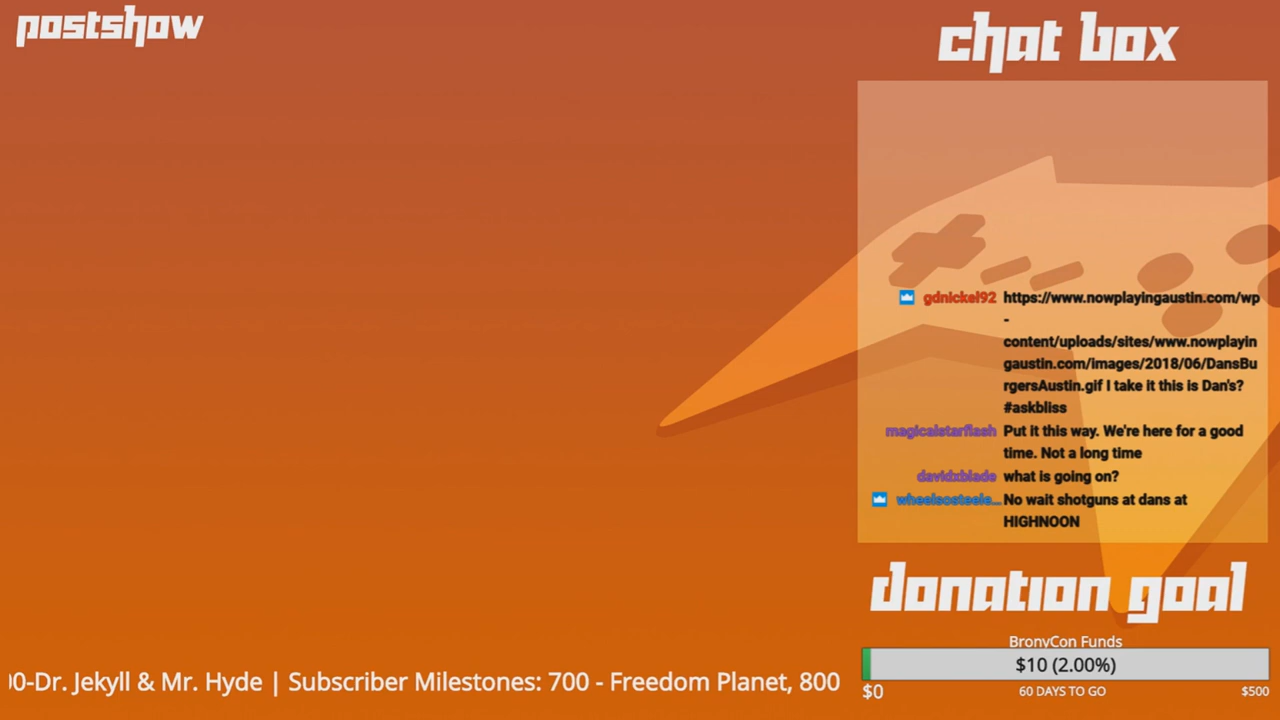 postshow
chat box
gdnickel92 https://www.nowplayingaustin.com/wp
-
content/uploads/sites/www.nowplayin
gaustin.com/images/2018/06/DansBu
rgersAustin.gif I take it this is Dan's?
#askbliss
magicalstarflash Put it this way. We're here for a good
time. Not a long time
davidxblade what is going on?
wheelsosteele... No wait shotguns at dans at
HIGHNOON
donation goal
BronyCon Funds
$10 (2.00%)
$0 60 DAYS TO GO $500
00-Dr. Jekyll & Mr. Hyde | Subscriber Milestones: 700 - Freedom Planet, 800